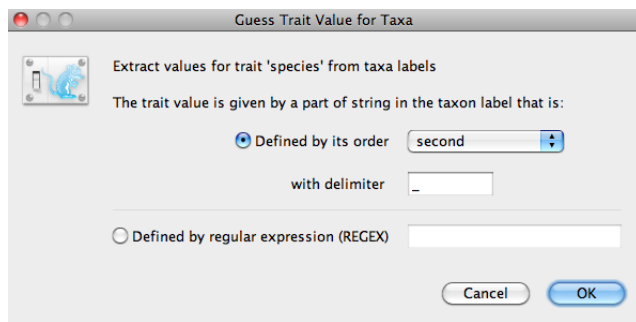 Guess Trait Value for Taxa
Extract values for trait 'species' from taxa labels
The trait value is given by a part of string in the taxon label that is:
Defined by its order second
with delimiter _
Defined by regular expression (REGEX)
Cancel OK